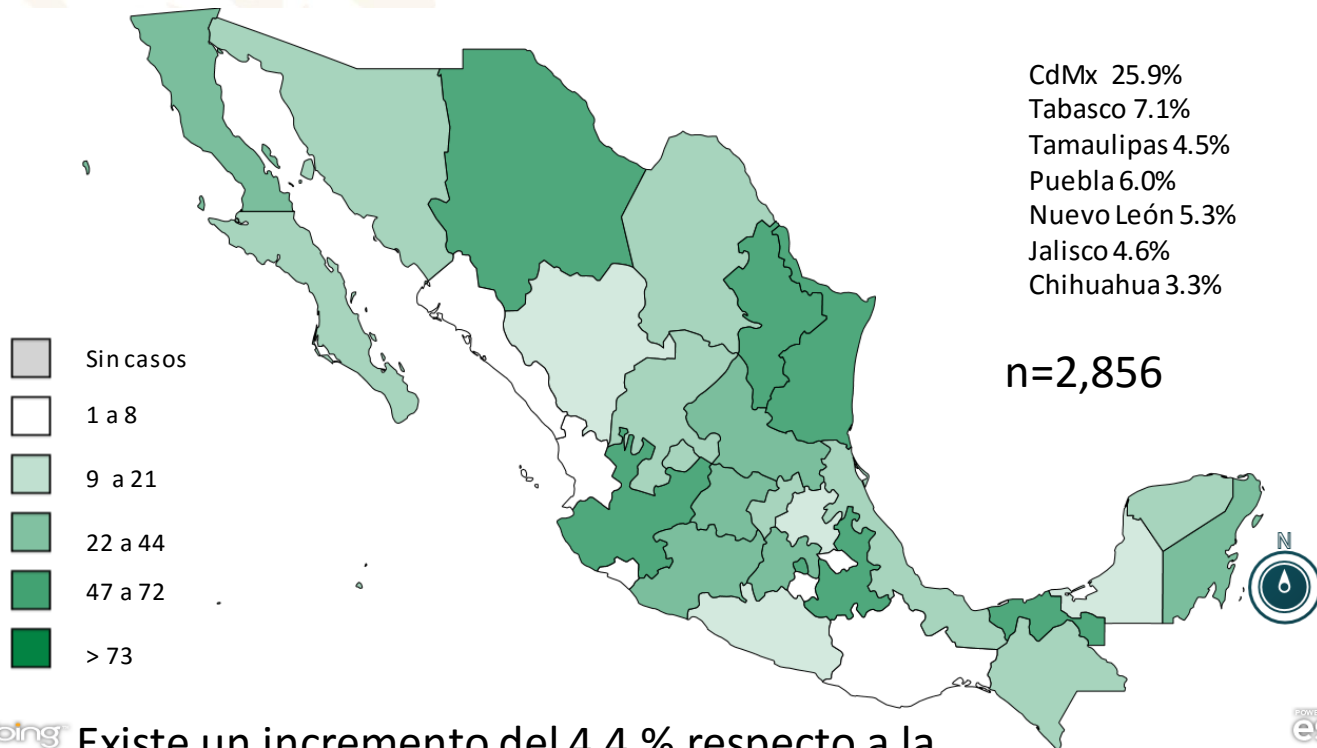 CdMx 25.9%
Tabasco 7.1%
Tamaulipas 4.5%
Puebla 6.0%
Nuevo León 5.3%
Jalisco 4.6%
Chihuahua 3.3%
n=2,856
Sin casos
1 a 8
9 a 21
22 a 44
47 a 72
> 73
N
bing
Existe un incremento del 4.4 % respecto a la